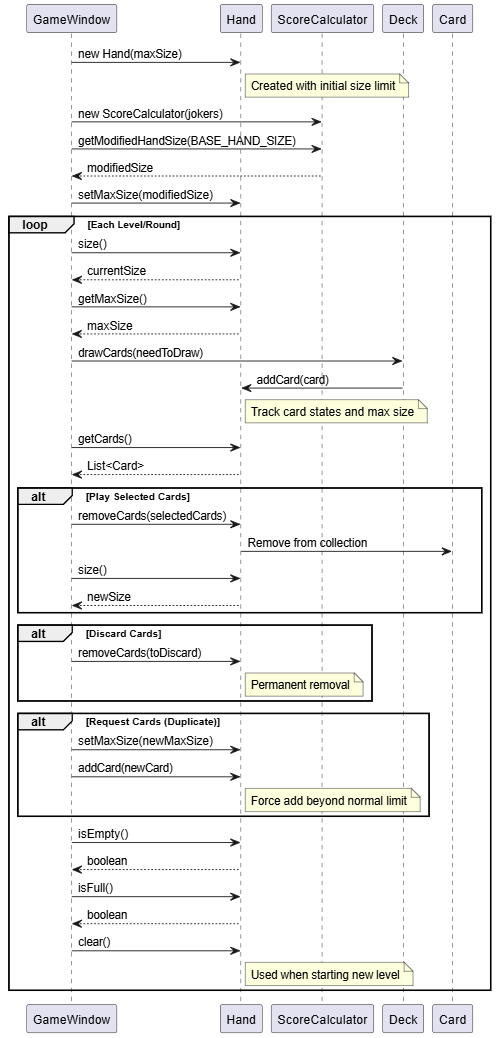 GameWindow Hand ScoreCalculator Deck Card
new Hand(maxSize)
Created with initial size limit
new ScoreCalculator(jokers)
getModifiedHandSize(BASE_HAND_SIZE)
modifiedSize
setMaxSize(modifiedSize)
loop [Each Level/Round]
size()
currentSize
getMaxSize()
maxSize
drawCards(needToDraw)
addCard(card)
Track card states and max size
getCards()
List<Card>
alt [Play Selected Cards]
removeCards(selectedCards)
Remove from collection
size()
newSize
alt [Discard Cards]
removeCards(toDiscard)
Permanent removal
alt [Request Cards (Duplicate)]
setMaxSize(newMaxSize)
addCard(newCard)
Force add beyond normal limit
isEmpty()
boolean
isFull()
boolean
clear()
Used when starting new level
GameWindow Hand ScoreCalculator Deck Card